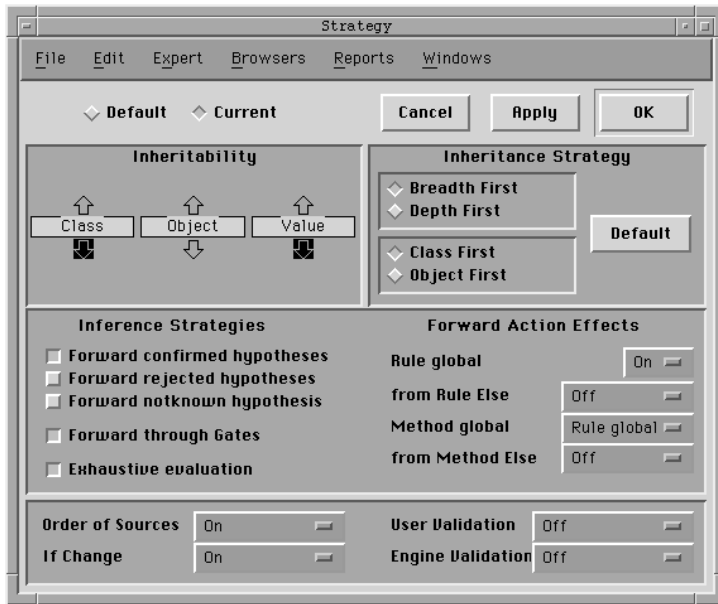 Strategy
File Edit Expert Browsers Reports Windows
Default Current Cancel Apply OK
Inheritability
Class Object Value
Inheritance Strategy
Breadth First
Depth First
Class First
Object First
Default
Inference Strategies
Forward confirmed hypotheses
Forward rejected hypotheses
Forward notknown hypothesis
Forward through Gates
Exhaustive evaluation
Forward Action Effects
Rule global On
from Rule Else Off
Method global Rule global
from Method Else Off
Order of Sources On
If Change On
User Validation Off
Engine Validation Off